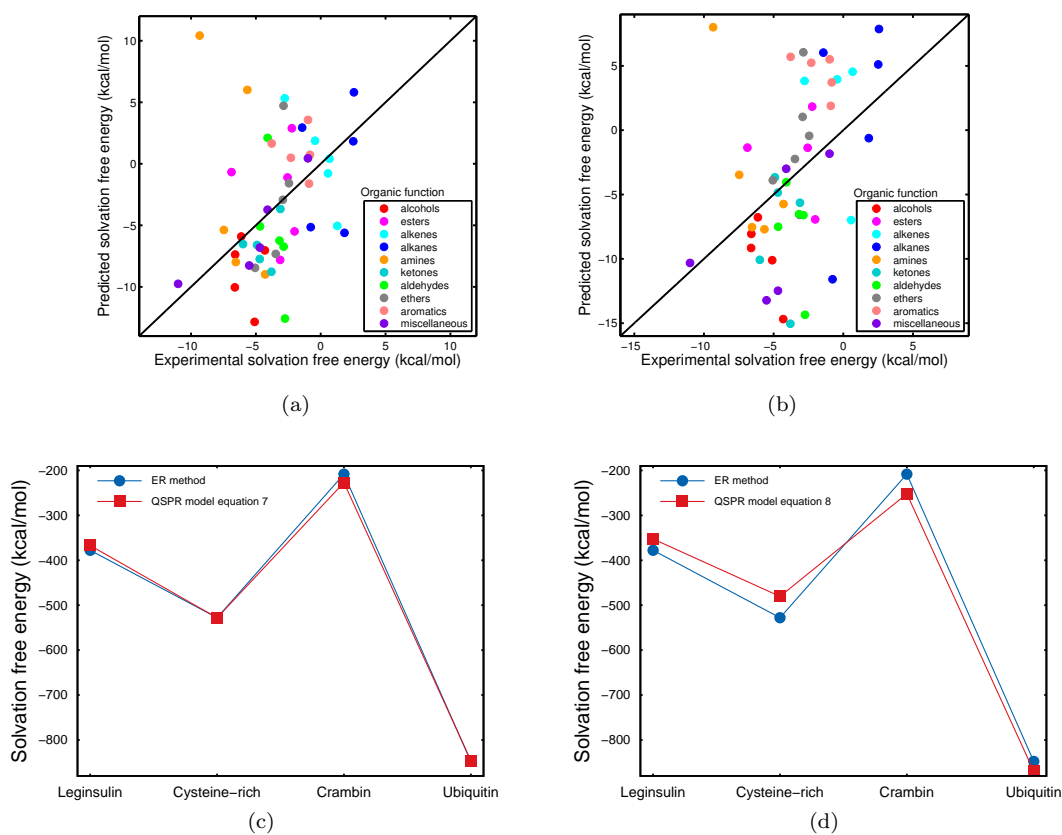 10
5
0
−5
−10
Predicted solvation free energy (kcal/mol)
−10
−5
0
5
10
Experimental solvation free energy (kcal/mol)
Organic function
alcohols
esters
alkenes
alkanes
amines
ketones
aldehydes
ethers
aromatics
miscellaneous
(a)
5
0
−5
−10
−15
Predicted solvation free energy (kcal/mol)
−15
−10
−5
0
5
Experimental solvation free energy (kcal/mol)
Organic function
alcohols
esters
alkenes
alkanes
amines
ketones
aldehydes
ethers
aromatics
miscellaneous
(b)
−200
−300
−400
−500
−600
−700
−800
Solvation free energy (kcal/mol)
ER method
QSPR model equation 7
Leginsulin
Cysteine−rich
Crambin
Ubiquitin
(c)
−200
−300
−400
−500
−600
−700
−800
Solvation free energy (kcal/mol)
ER method
QSPR model equation 8
Leginsulin
Cysteine−rich
Crambin
Ubiquitin
(d)